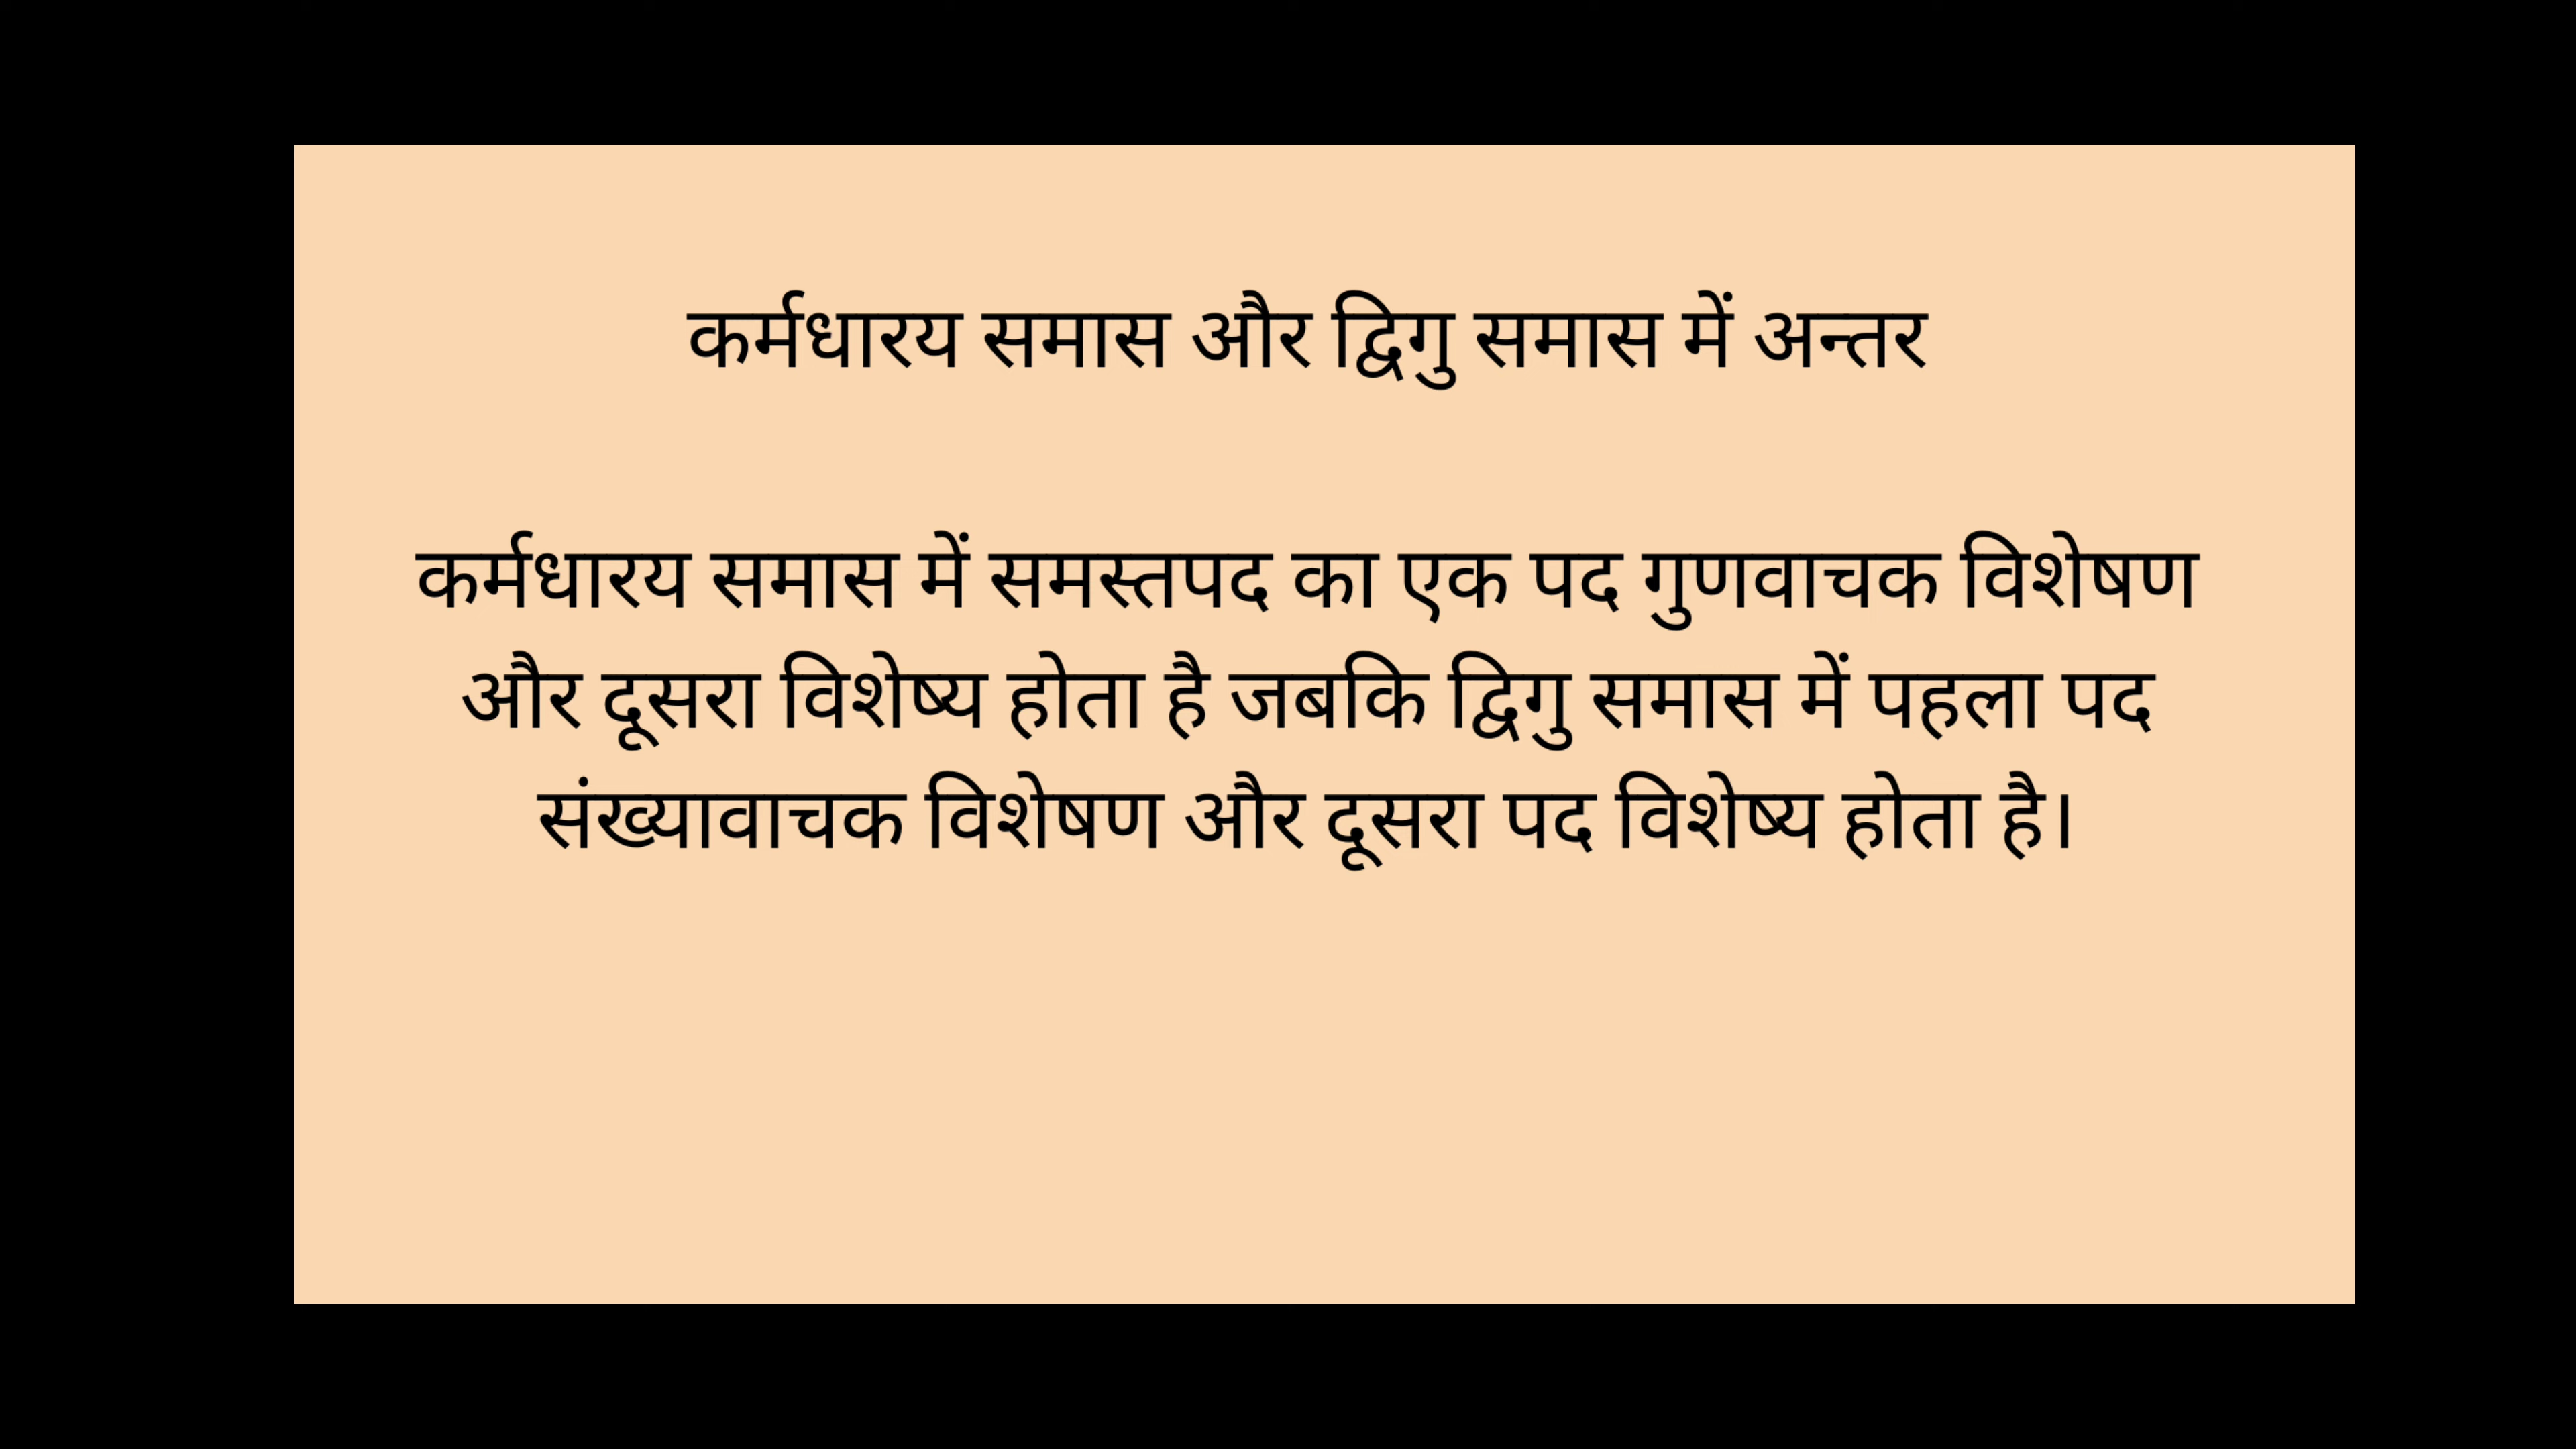 कर्मधारय समास और द्विगु समास में अन्तर
कर्मधारय समास में समस्तपद का एक पद गुणवाचक विशेषण
और दूसरा विशेष्य होता है जबकि द्विगु समास में पहला पद
संख्यावाचक विशेषण और दूसरा पद विशेष्य होता है।